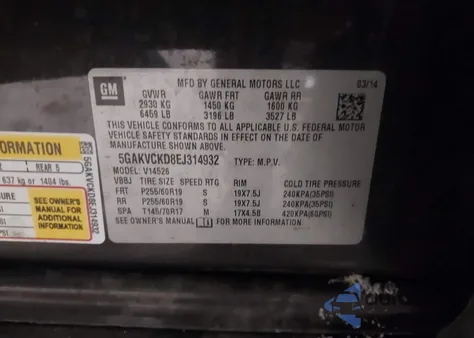 GM
MFD BY GENERAL MOTORS LLC
03/14
GVWR GAWR FRT GAWR RR
2930 KG 1450 KG 1600 KG
6459 LB 3196 LB 3527 LB
THIS VEHICLE CONFORMS TO ALL APPLICABLE U.S. FEDERAL MOTOR
VEHICLE SAFETY STANDARDS IN EFFECT ON THE DATE OF
MANUFACTURE SHOWN ABOVE.
5GAKVCKD8EJ314932 TYPE: M.P.V.
MODEL: V14526
VBBJ TIRE SIZE SPEED RTG RIM COLD TIRE PRESSURE
FRT P255/60R19 S 19X7.5J 240KPA(35PSI)
RR P255/60R19 S 19X7.5J 240KPA(35PSI)
SPA T145/70R17 M 17X4.5B 420KPA(60PSI)
SEE OWNER'S MANUAL FOR MORE INFORMATION.
REAR 5
637 kg or 1404 lbs.
SEE OWNER'S
MANUAL FOR
ADDITIONAL
INFORMATION
5GAKVCKD8EJ314932